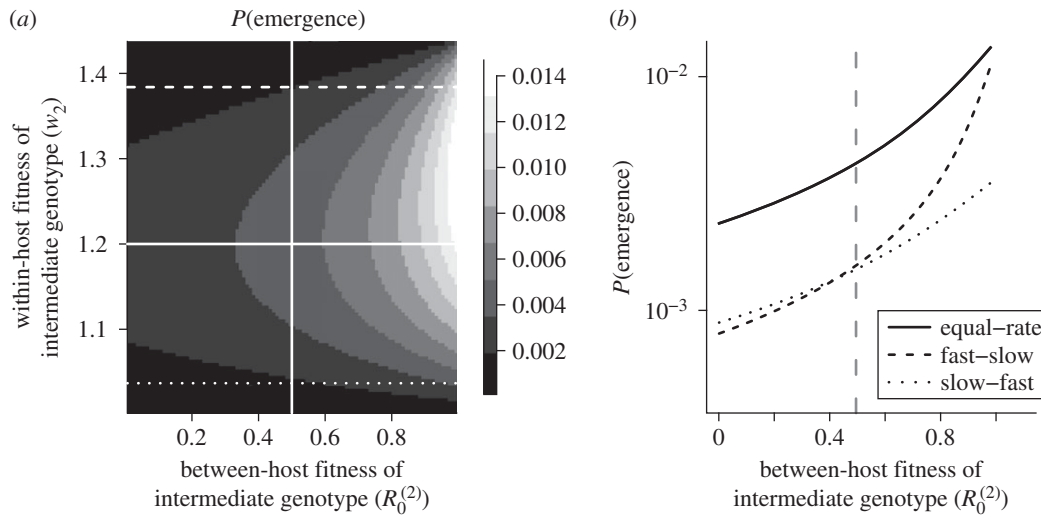 (a)
P(emergence)
within-host fitness of
intermediate genotype (w₂)
1.4
1.3
1.2
1.1
0.2 0.4 0.6 0.8
between-host fitness of
intermediate genotype (R₀⁽²⁾)
0.014
0.012
0.010
0.008
0.006
0.004
0.002
(b)
P(emergence)
10⁻²
10⁻³
equal–rate
fast–slow
slow–fast
0 0.4 0.8
between-host fitness of
intermediate genotype (R₀⁽²⁾)